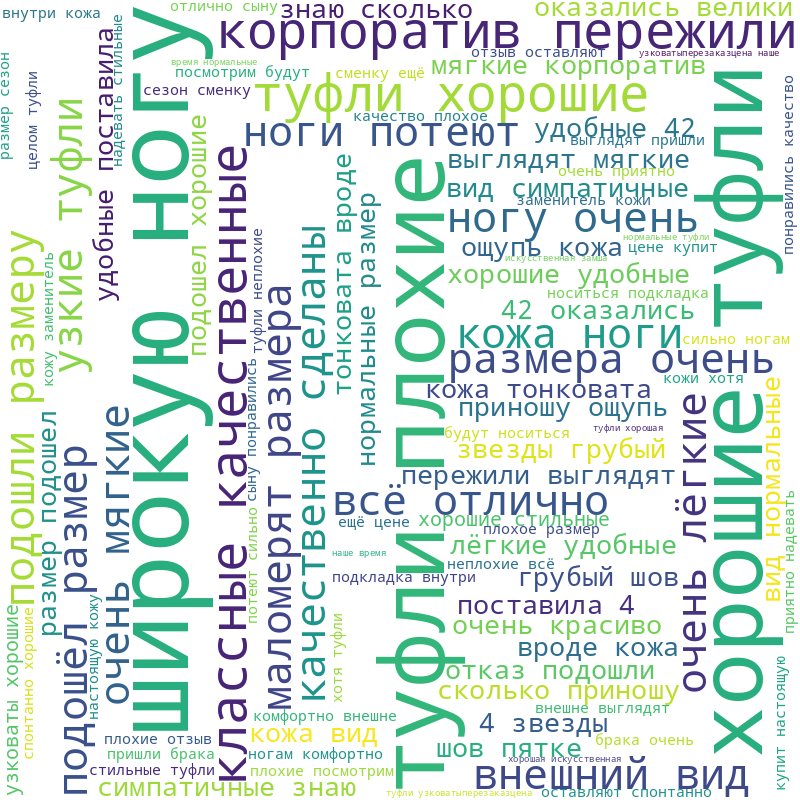 внутри кожа
отлично сыну
знаю сколько
оказались велики
корпоратив пережили
отзыв оставляют
узковатыперезаказцена наше
время нормальные
посмотрим будут
сменку ещё
мягкие корпоратив
размер сезон
целом туфли
надевать стильные
удобные поставила
сезон сменку
туфли хорошие
качество плохое
ноги потеют
удобные 42
выглядят пришли
выглядят мягкие
очень приятно
вид симпатичные
заменитель кожи
ногу очень
нормальные туфли
ощупь кожа
цене купит
искусственная замша
хорошие удобные
носиться подкладка
42 оказались
сильно ногам
кожа ноги
размера очень
кожи хотя
кожа тонковата
приношу ощупь
туфли хорошая
будут носиться
звезды грубый
пережили выглядят
всё отлично
ещё цене
хорошие стильные
плохое размер
лёгкие удобные
наше время
неплохие всё
подкладка внутри
грубый шов
поставила 4
очень красиво
вроде кожа
отказ подошли
сколько приношу
внешне выглядят
4 звезды
комфортно внешне
кожа вид
плохие отзыв
пришли брака
ногам комфортно
шов пятке
брака очень
хорошая искусственная
стильные туфли
плохие посмотрим
внешний вид
симпатичные знаю
туфли узковатыперезаказцена
оставляют спонтанно
широкую ногу
туфли плохие
хорошие туфли
классные качественные
узкие туфли
подошли размеру
подошёл размер
размер подошел
кожу заменитель
очень мягкие
настоящую кожу
узковаты хорошие
спонтанно хорошие
подошел хорошие
туфли неплохие
сыну понравились
потеют сильно
маломерят размера
качественно сделаны
тонковата вроде
нормальные размер
хотя туфли
очень лёгкие
вид нормальные
понравились качество
приятно надевать
купит настоящую